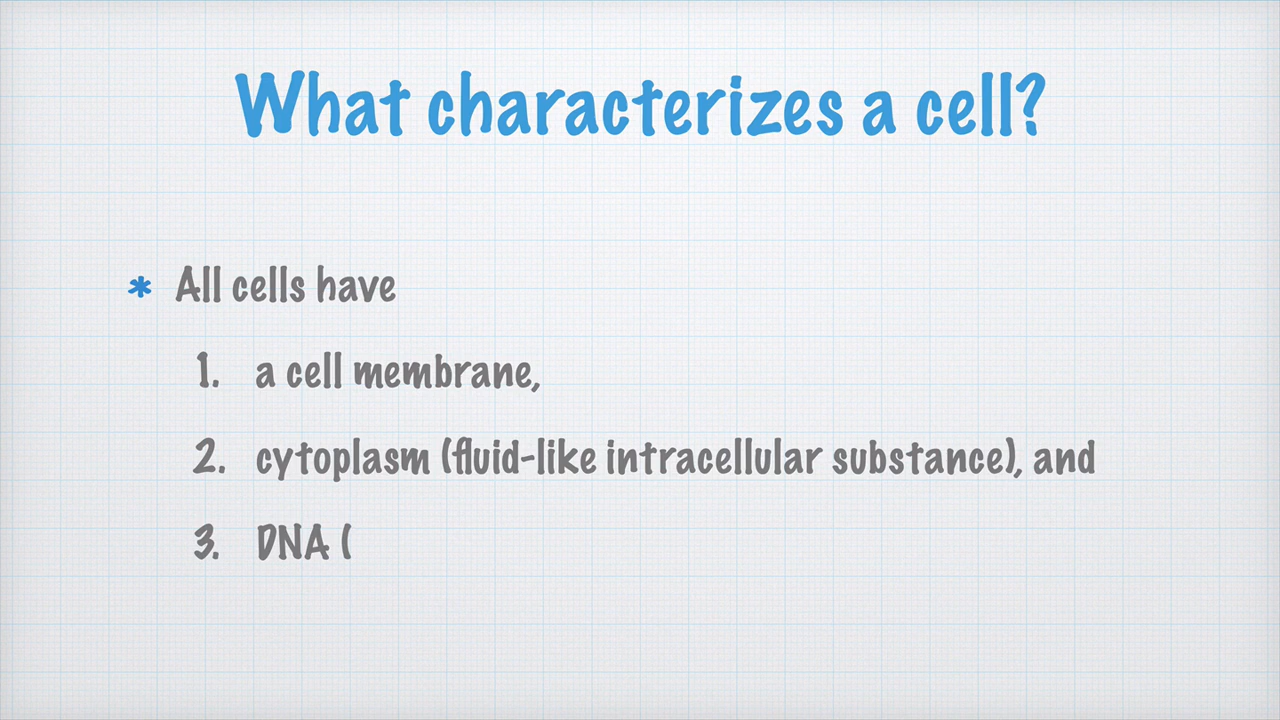 What characterizes a cell?
* All cells have
1. a cell membrane,
2. cytoplasm (fluid-like intracellular substance), and
3. DNA (